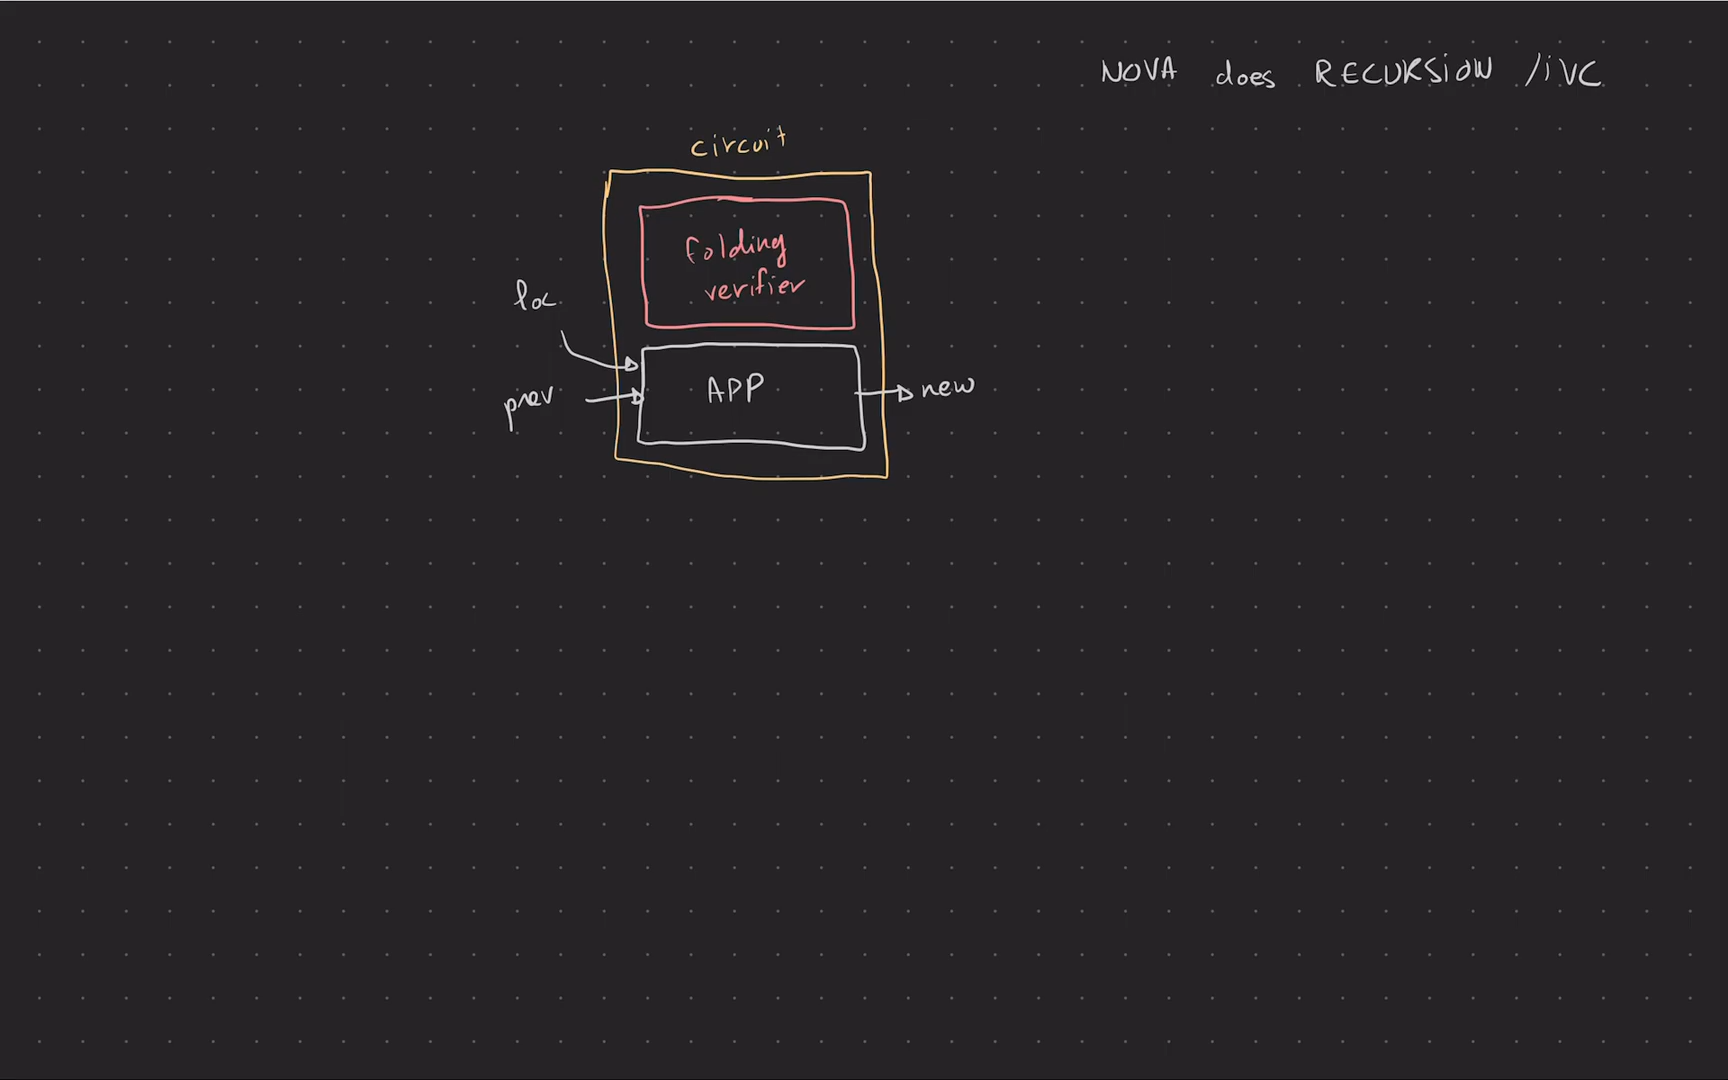 NOVA does RECURSION /iVC
circuit
folding
verifier
loc
APP
prev
new